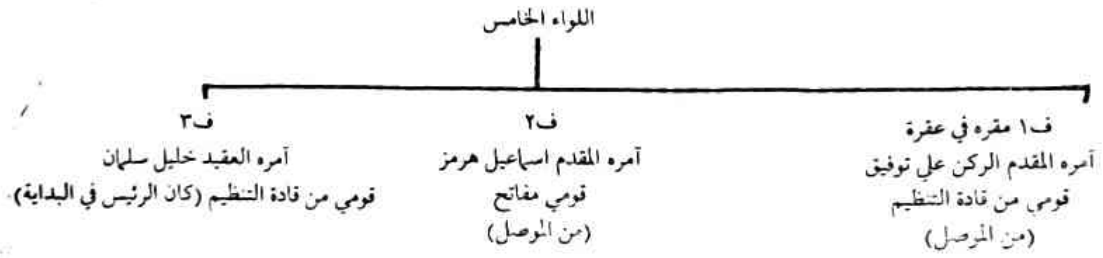 اللواء الخامس
ف١ مقره في عقرة
آمره المقدم الركن علي توفيق
قومي من قادة التنظيم
(من الموصل)
ف٢
آمره المقدم اسماعيل هرمز
قومي مفاتح
(من الموصل)
ف٣
آمره العقيد خليل سلمان
قومي من قادة التنظيم (كان الرئيس في البداية).